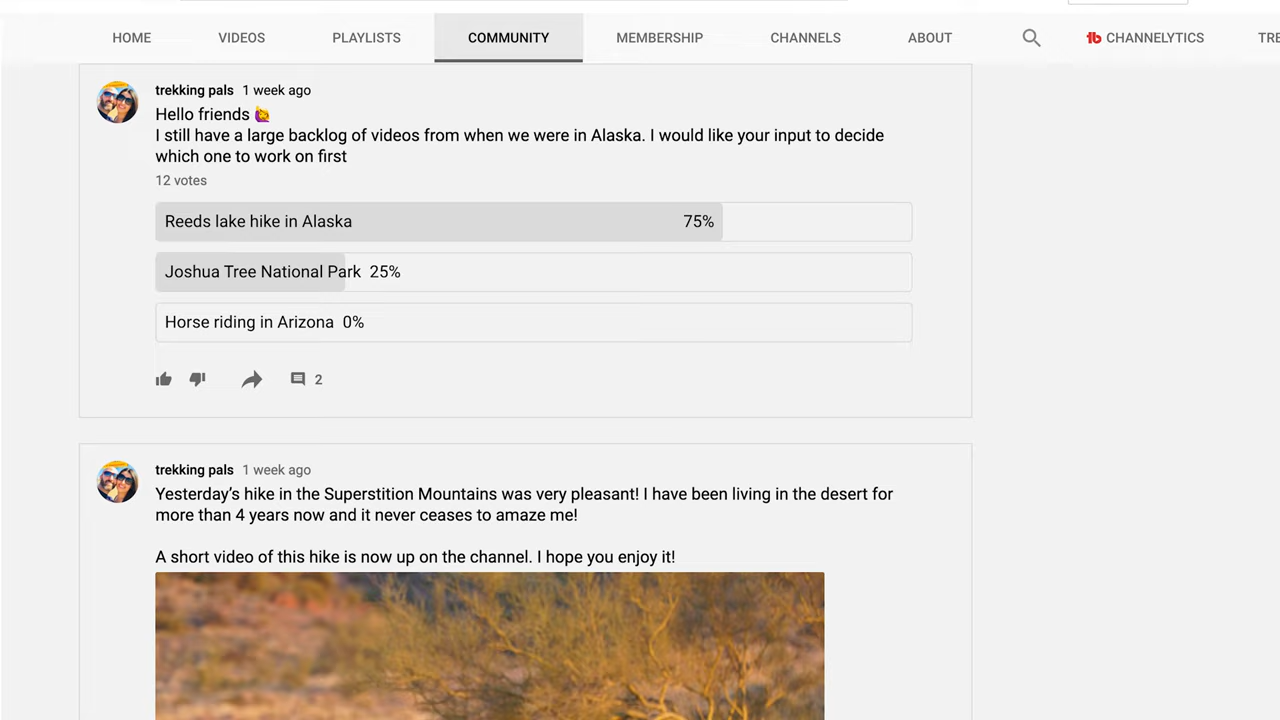 HOME VIDEOS PLAYLISTS COMMUNITY MEMBERSHIP CHANNELS ABOUT CHANNELYTICS
trekking pals 1 week ago
Hello friends 🙋
I still have a large backlog of videos from when we were in Alaska. I would like your input to decide
which one to work on first
12 votes
Reeds lake hike in Alaska 75%
Joshua Tree National Park 25%
Horse riding in Arizona 0%
2
trekking pals 1 week ago
Yesterday’s hike in the Superstition Mountains was very pleasant! I have been living in the desert for
more than 4 years now and it never ceases to amaze me!
A short video of this hike is now up on the channel. I hope you enjoy it!